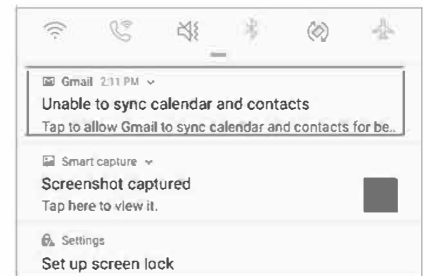 Gmail 2:11 PM
Unable to sync calendar and contacts
Tap to allow Gmail to sync calendar and contacts for be..
Smart capture
Screenshot captured
Tap here to view it.
Settings
Set up screen lock